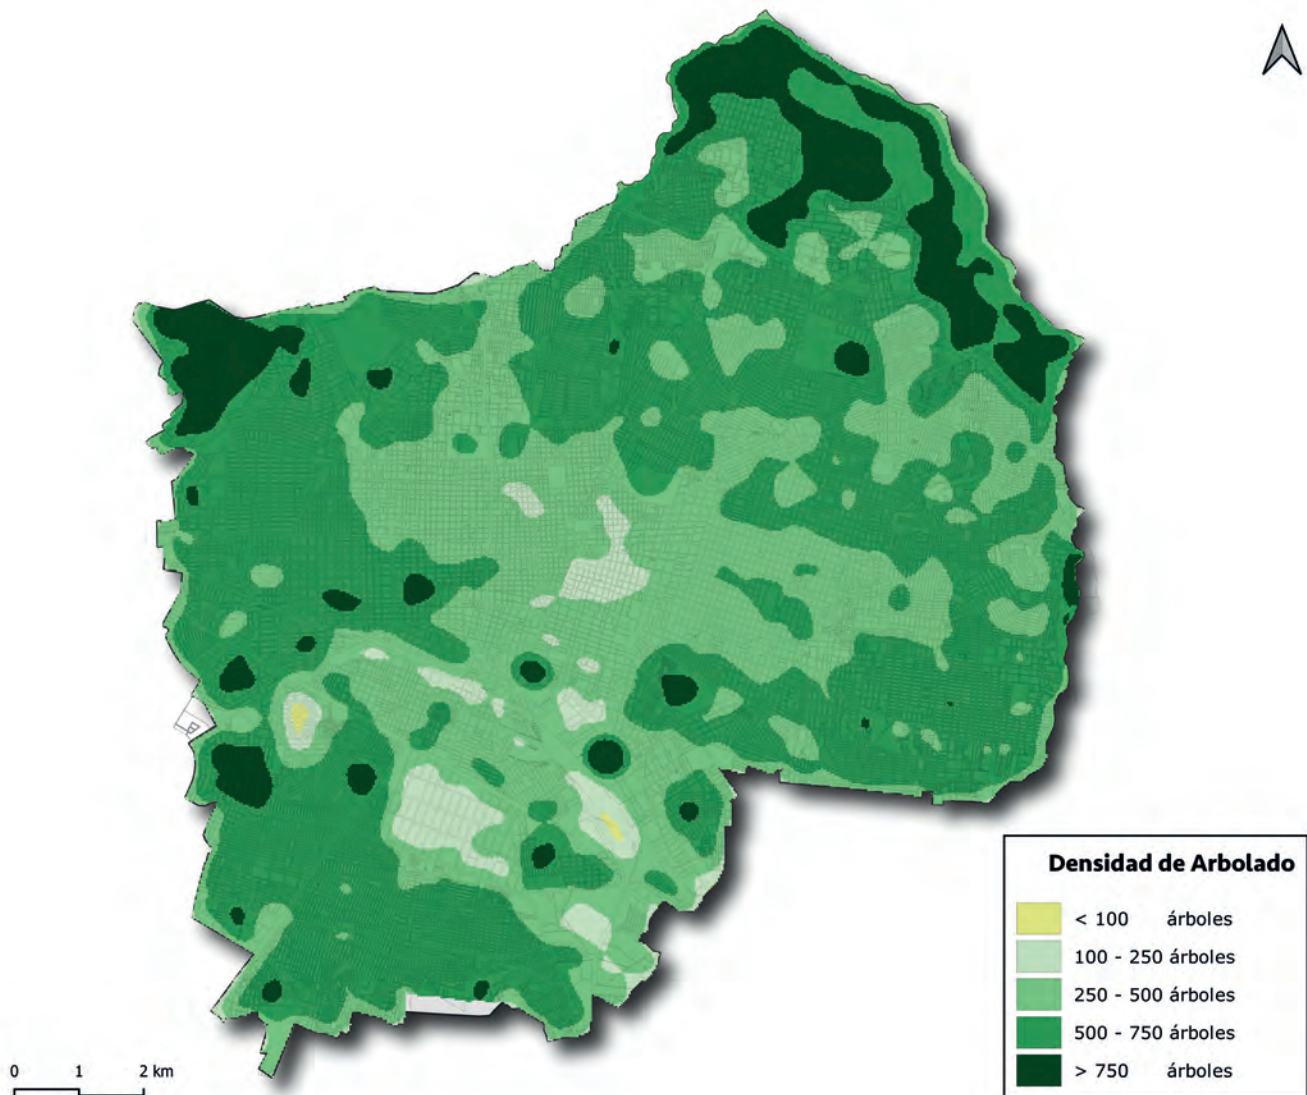 Densidad de Arbolado
< 100 árboles
100 - 250 árboles
250 - 500 árboles
500 - 750 árboles
> 750 árboles
0 1 2 km